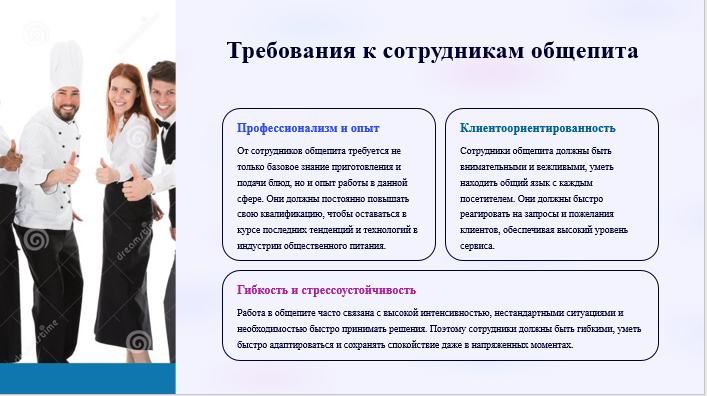 Требования к сотрудникам общепита
Профессионализм и опыт
От сотрудников общепита требуется не
только базовое знание приготовления и
подачи блюд, но и опыт работы в данной
сфере. Они должны постоянно повышать
свою квалификацию, чтобы оставаться в
курсе последних тенденций и технологий в
индустрии общественного питания.
Клиентоориентированность
Сотрудники общепита должны быть
внимательными и вежливыми, уметь
находить общий язык с каждым
посетителем. Они должны быстро
реагировать на запросы и пожелания
клиентов, обеспечивая высокий уровень
сервиса.
Гибкость и стрессоустойчивость
Работа в общепите часто связана с высокой интенсивностью, нестандартными ситуациями и
необходимостью быстро принимать решения. Поэтому сотрудники должны быть гибкими, уметь
быстро адаптироваться и сохранять спокойствие даже в напряженных моментах.
dreamstime